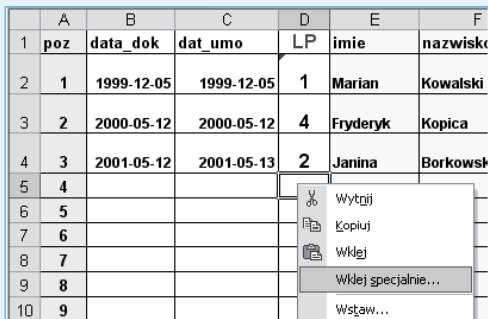 A B C D E F
1 poz data_dok dat_umo LP imie nazwisko
2 1 1999-12-05 1999-12-05 1 Marian Kowalski
3 2 2000-05-12 2000-05-12 4 Fryderyk Kopica
4 3 2001-05-12 2001-05-13 2 Janina Borkowsk
5 4
6 5
7 6
8 7
9 8
10 9
Wytnij
Kopiuj
Wklej
Wklej specjalnie...
Wstaw...